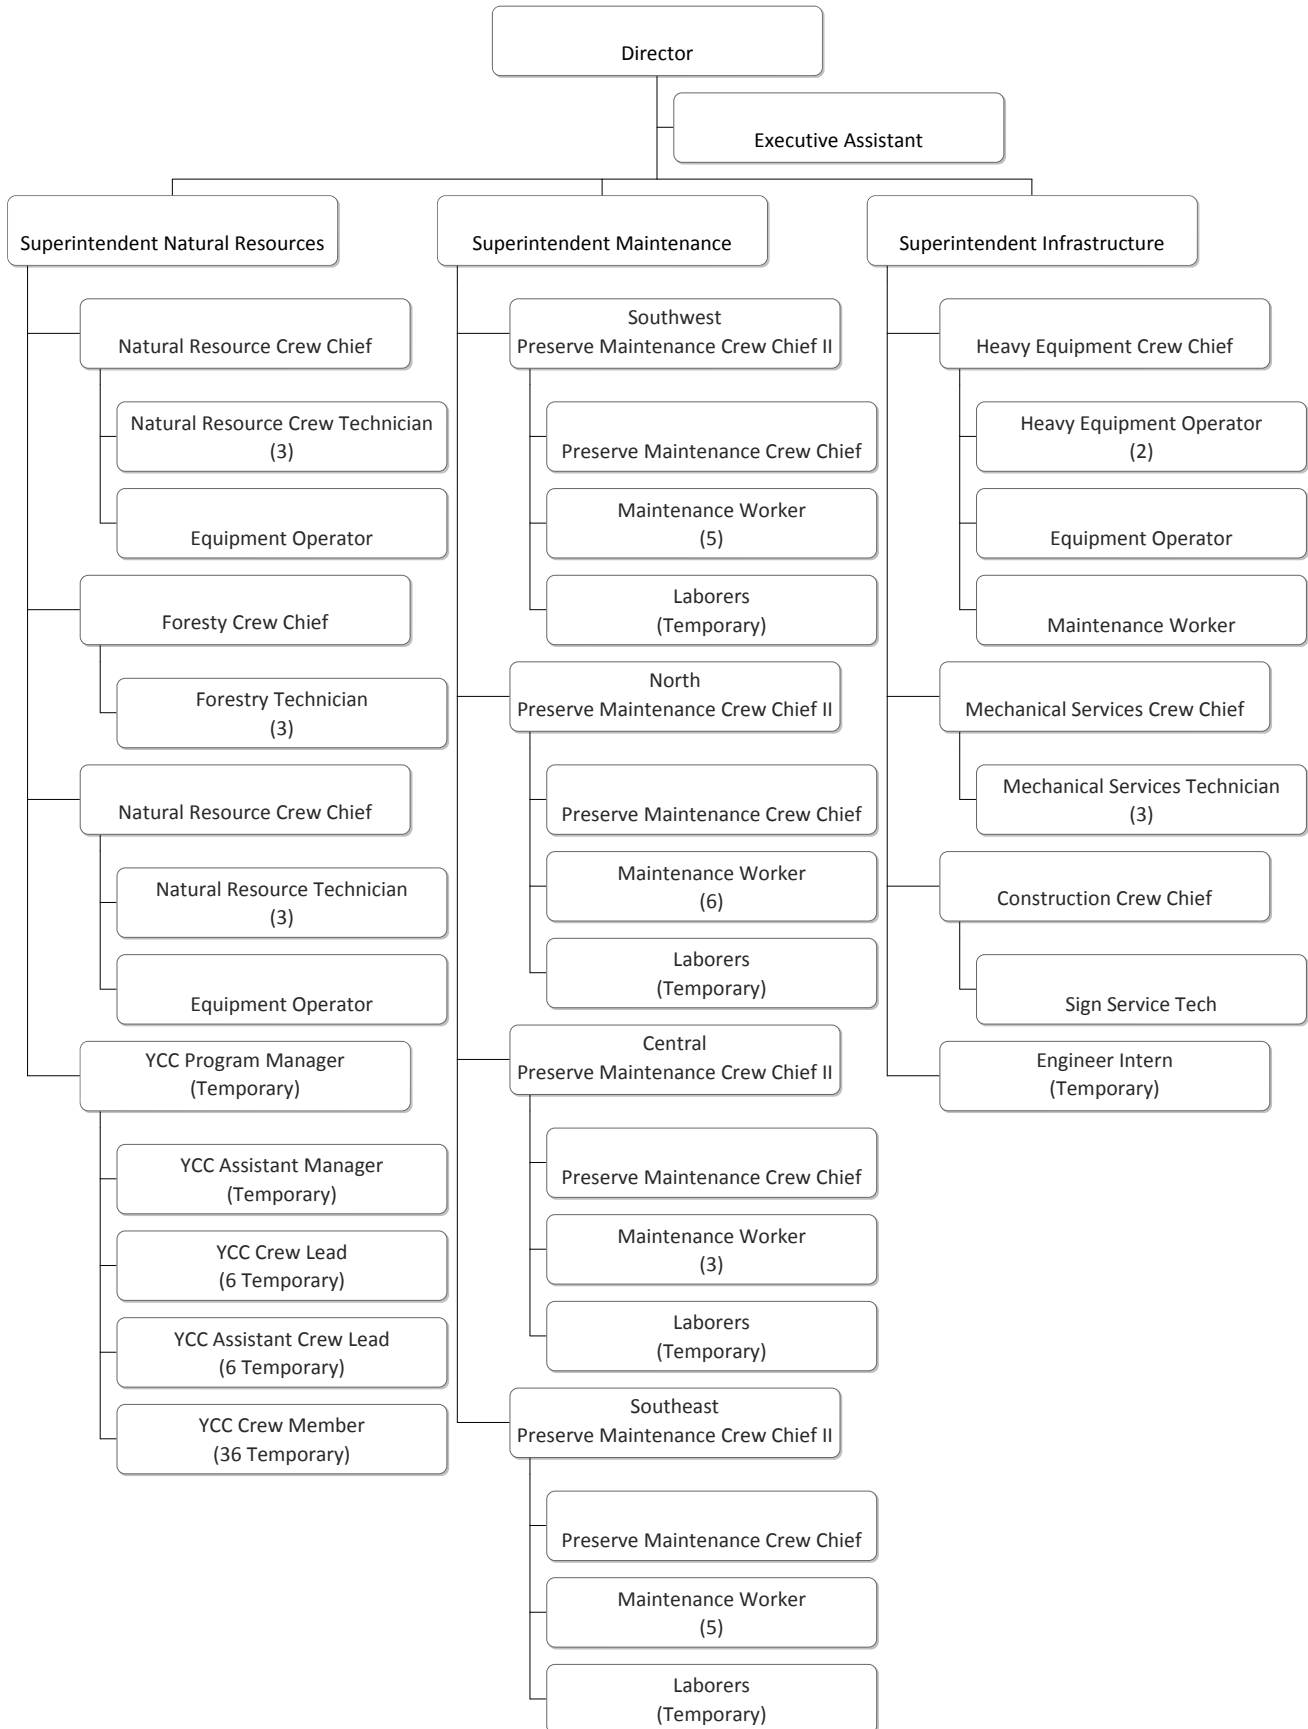 Director
Executive Assistant
Superintendent Natural Resources
Natural Resource Crew Chief
Natural Resource Crew Technician
(3)
Equipment Operator
Foresty Crew Chief
Forestry Technician
(3)
Natural Resource Crew Chief
Natural Resource Technician
(3)
Equipment Operator
YCC Program Manager
(Temporary)
YCC Assistant Manager
(Temporary)
YCC Crew Lead
(6 Temporary)
YCC Assistant Crew Lead
(6 Temporary)
YCC Crew Member
(36 Temporary)
Superintendent Maintenance
Southwest
Preserve Maintenance Crew Chief II
Preserve Maintenance Crew Chief
Maintenance Worker
(5)
Laborers
(Temporary)
North
Preserve Maintenance Crew Chief II
Preserve Maintenance Crew Chief
Maintenance Worker
(6)
Laborers
(Temporary)
Central
Preserve Maintenance Crew Chief II
Preserve Maintenance Crew Chief
Maintenance Worker
(3)
Laborers
(Temporary)
Southeast
Preserve Maintenance Crew Chief II
Preserve Maintenance Crew Chief
Maintenance Worker
(5)
Laborers
(Temporary)
Superintendent Infrastructure
Heavy Equipment Crew Chief
Heavy Equipment Operator
(2)
Equipment Operator
Maintenance Worker
Mechanical Services Crew Chief
Mechanical Services Technician
(3)
Construction Crew Chief
Sign Service Tech
Engineer Intern
(Temporary)